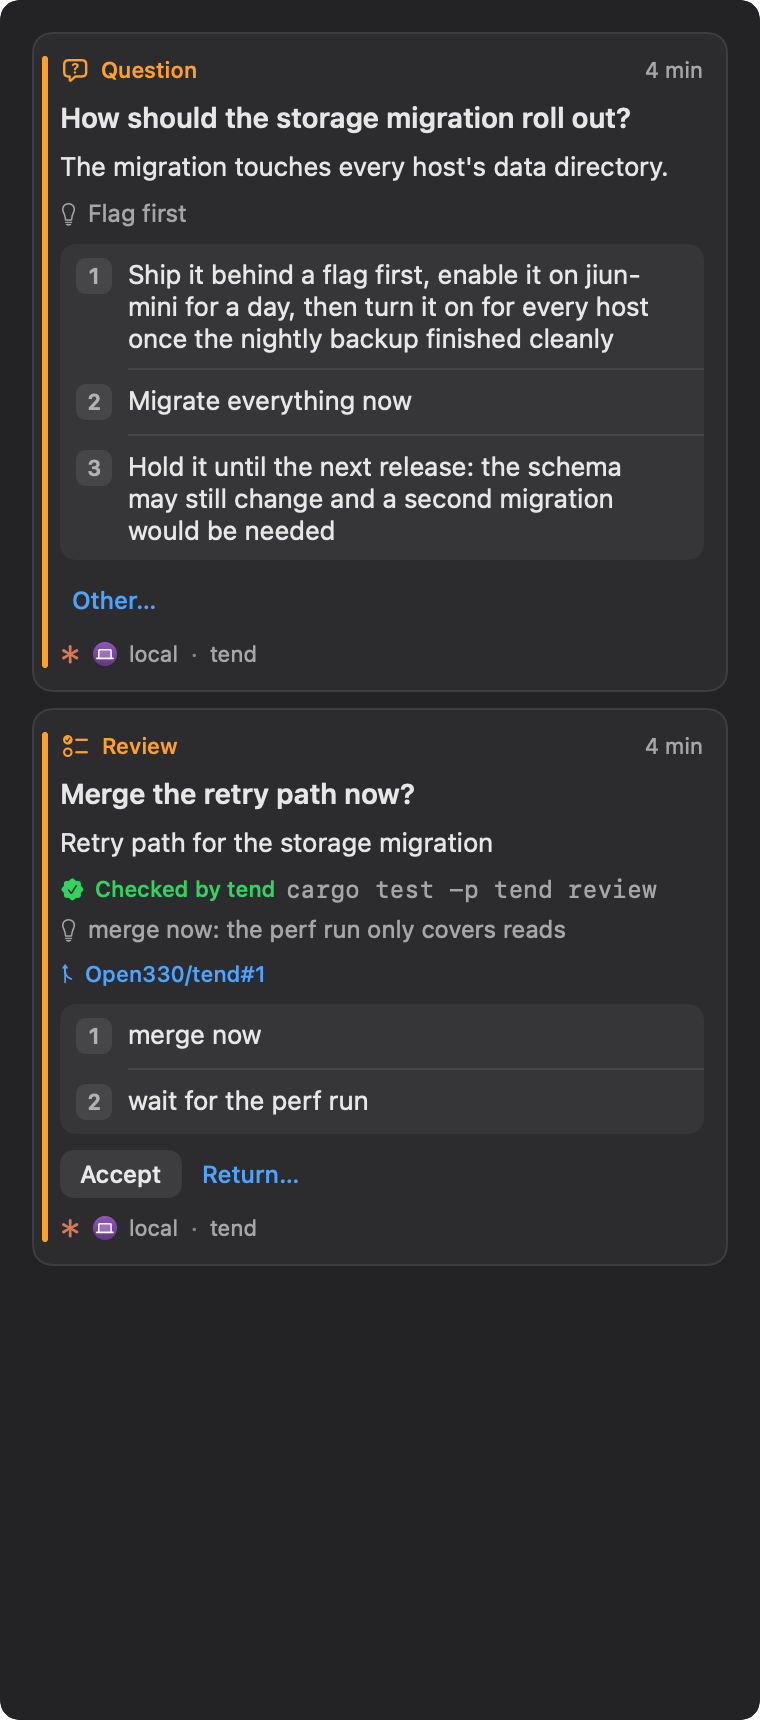 Question
4 min
How should the storage migration roll out?
The migration touches every host's data directory.
Flag first
1 Ship it behind a flag first, enable it on jiun-
mini for a day, then turn it on for every host
once the nightly backup finished cleanly
2 Migrate everything now
3 Hold it until the next release: the schema
may still change and a second migration
would be needed
Other...
local · tend
Review
4 min
Merge the retry path now?
Retry path for the storage migration
Checked by tend cargo test –p tend review
merge now: the perf run only covers reads
Open330/tend#1
1 merge now
2 wait for the perf run
Accept
Return...
local · tend